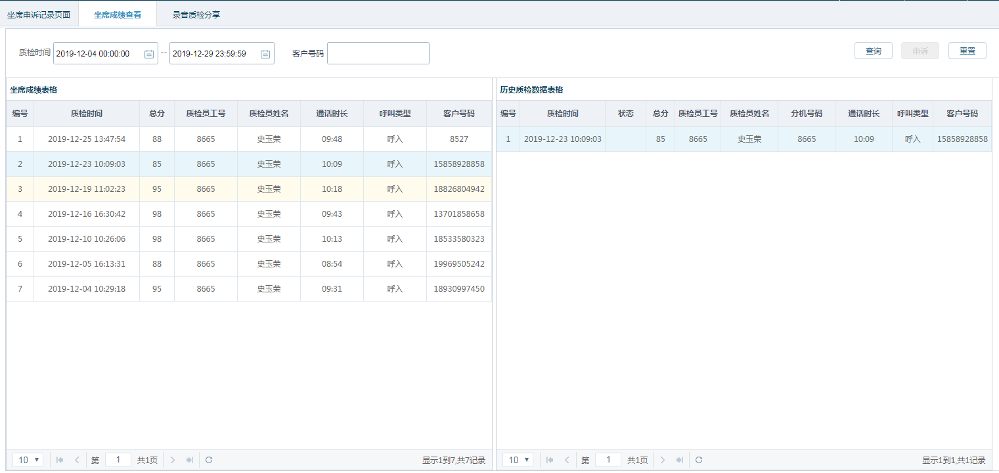 坐席申诉记录页面 坐席成绩查看 录音质检分享
质检时间 2019-12-04 00:00:00 -- 2019-12-29 23:59:59 客户号码 查询 申诉 重置
坐席成绩表格
编号 质检时间 总分 质检员工号 质检员姓名 通话时长 呼叫类型 客户号码
1 2019-12-25 13:47:54 88 8665 史玉荣 09:48 呼入 8527
2 2019-12-23 10:09:03 85 8665 史玉荣 10:09 呼入 15858928858
3 2019-12-19 11:02:23 95 8665 史玉荣 10:18 呼入 18826804942
4 2019-12-16 16:30:42 98 8665 史玉荣 09:43 呼入 13701858658
5 2019-12-10 10:26:06 98 8665 史玉荣 10:13 呼入 18533580323
6 2019-12-05 16:13:31 88 8665 史玉荣 08:54 呼入 19969505242
7 2019-12-04 10:29:18 95 8665 史玉荣 09:31 呼入 18930997450
10 第 1 共1页 显示1到7,共7记录
历史质检数据表格
编号 质检时间 状态 总分 质检员工号 质检员姓名 分机号码 通话时长 呼叫类型 客户号码
1 2019-12-23 10:09:03 85 8665 史玉荣 8665 10:09 呼入 15858928858
10 第 1 共1页 显示1到1,共1记录